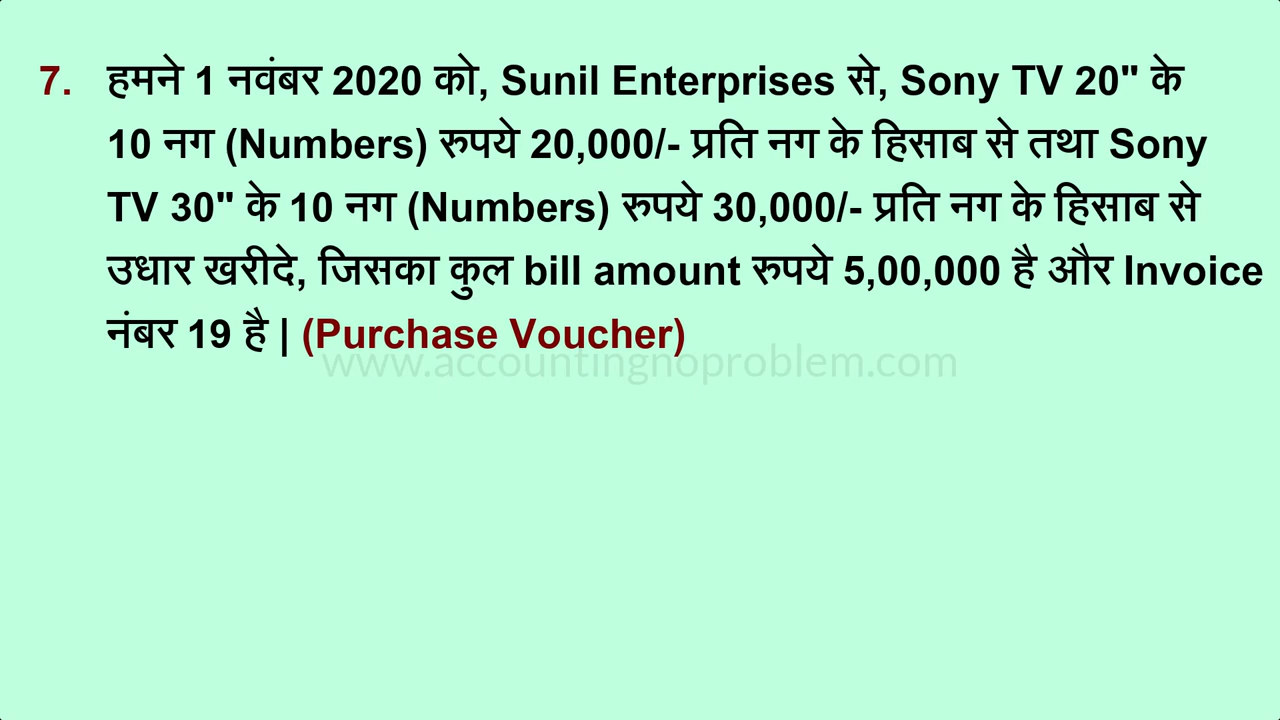 7. हमने 1 नवंबर 2020 को, Sunil Enterprises से, Sony TV 20" के
10 नग (Numbers) रुपये 20,000/- प्रति नग के हिसाब से तथा Sony
TV 30" के 10 नग (Numbers) रुपये 30,000/- प्रति नग के हिसाब से
उधार खरीदे, जिसका कुल bill amount रुपये 5,00,000 है और Invoice
नंबर 19 है | (Purchase Voucher)
www.accountingnoproblem.com